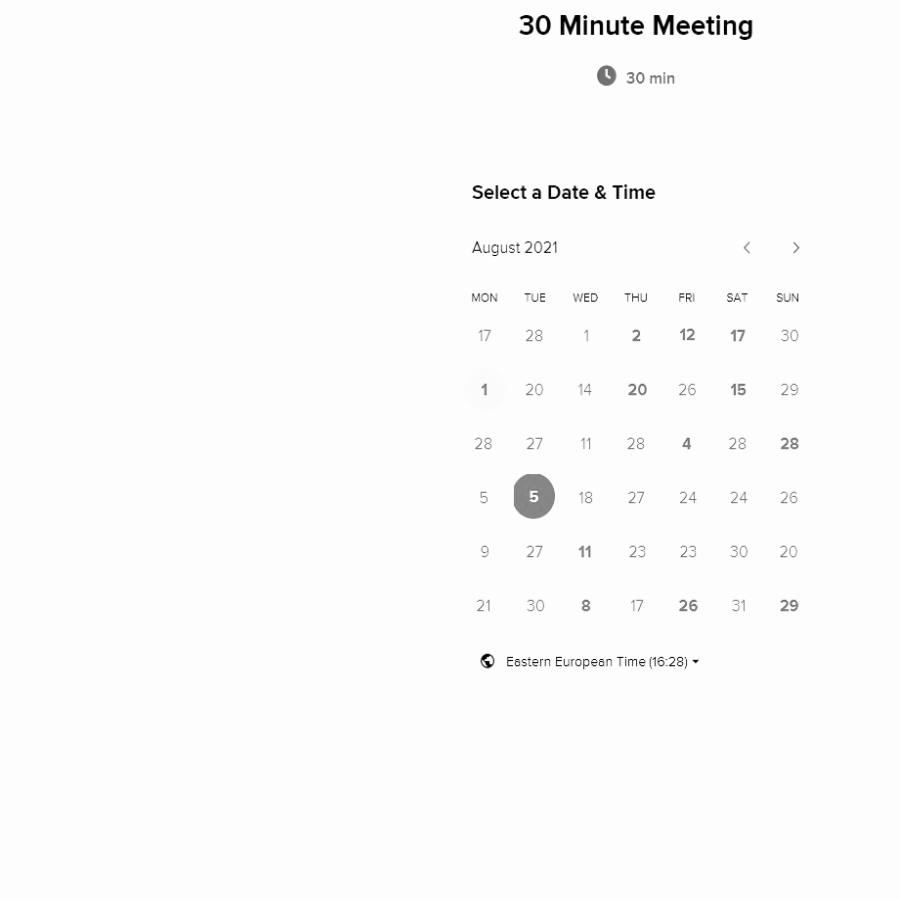 30 Minute Meeting
30 min
Select a Date & Time
August 2021
MON TUE WED THU FRI SAT SUN
17 28 1 2 12 17 30
1 20 14 20 26 15 29
28 27 11 28 4 28 28
5 5 18 27 24 24 26
9 27 11 23 23 30 20
21 30 8 17 26 31 29
Eastern European Time (16:28)